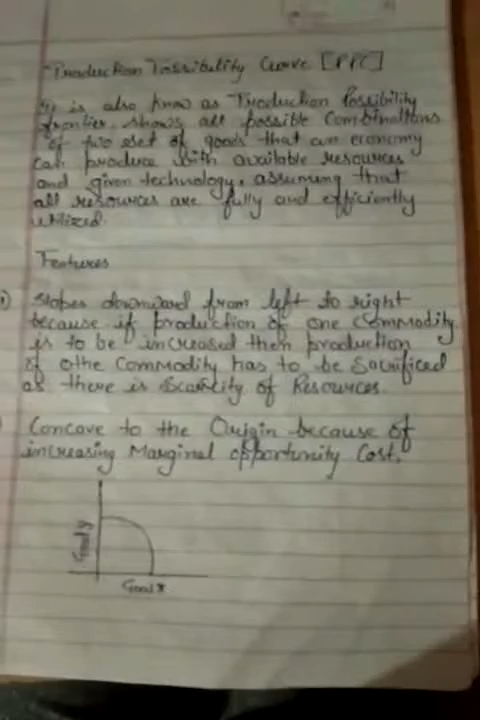 Production Possibility Curve [PPC]
It is also know as Production Possibility
frontier. shows all possible Combinations
of two set of goods that an economy
can produce with available resources
and given technology, assuming that
all resources are fully and efficiently
utilized.
Features
Slopes downward from left to right
because if production of one Commodity
is to be increased then production
of othe Commodity has to be Sacrificed
as there is Scarcity of Resources.
Concave to the Origin because of
increasing Marginal opportunity Cost.
Good y
Good x